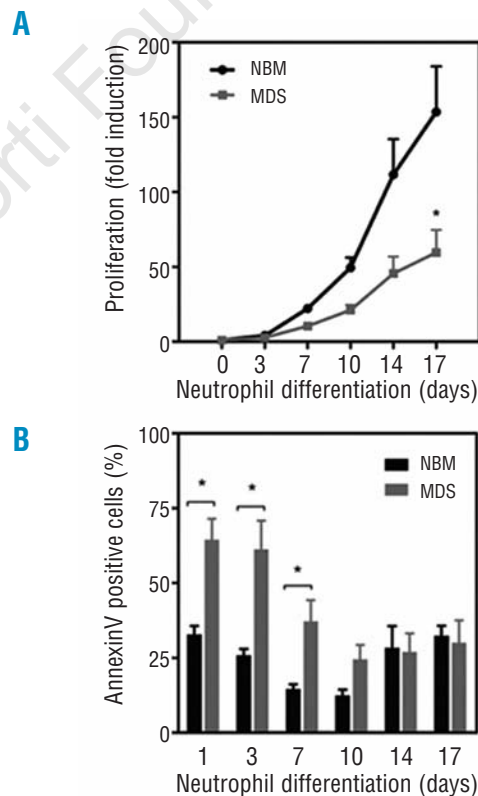 orti Foun
A
Proliferation (fold induction)
200
150
100
50
0
NBM
MDS
*
0 3 7 10 14 17
Neutrophil differentiation (days)
B
AnnexinV positive cells (%)
100
75
50
25
0
NBM
MDS
*
*
*
1 3 7 10 14 17
Neutrophil differentiation (days)